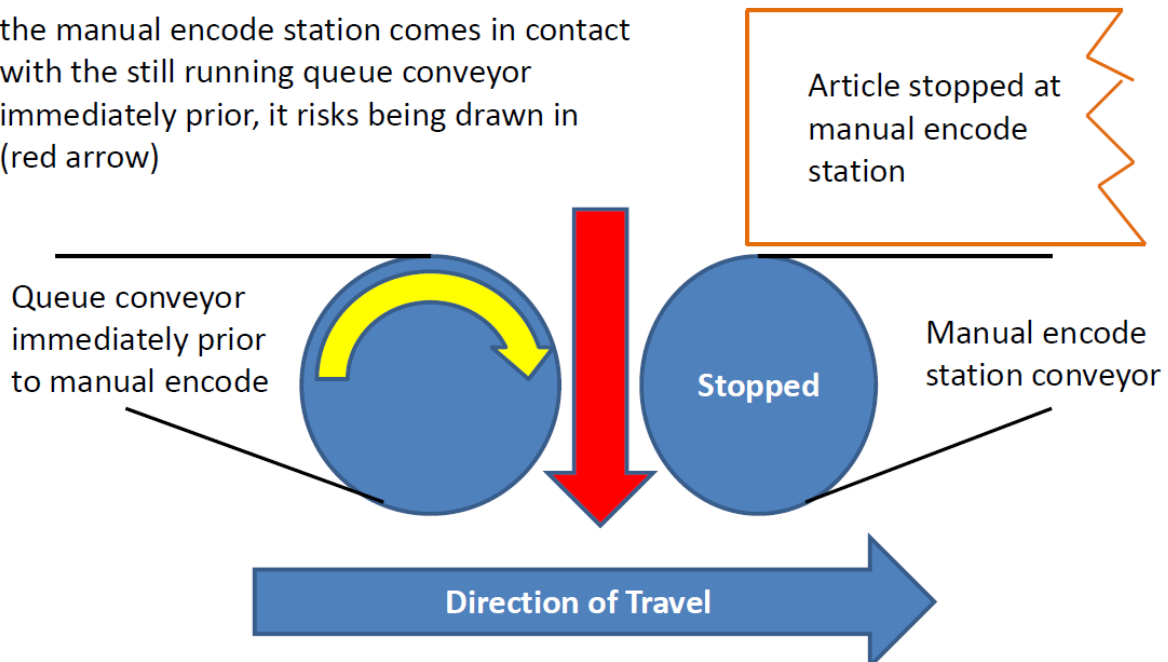 the manual encode station comes in contact
with the still running queue conveyor
immediately prior, it risks being drawn in
(red arrow)
Article stopped at
manual encode
station
Queue conveyor
immediately prior
to manual encode
Stopped
Manual encode
station conveyor
Direction of Travel